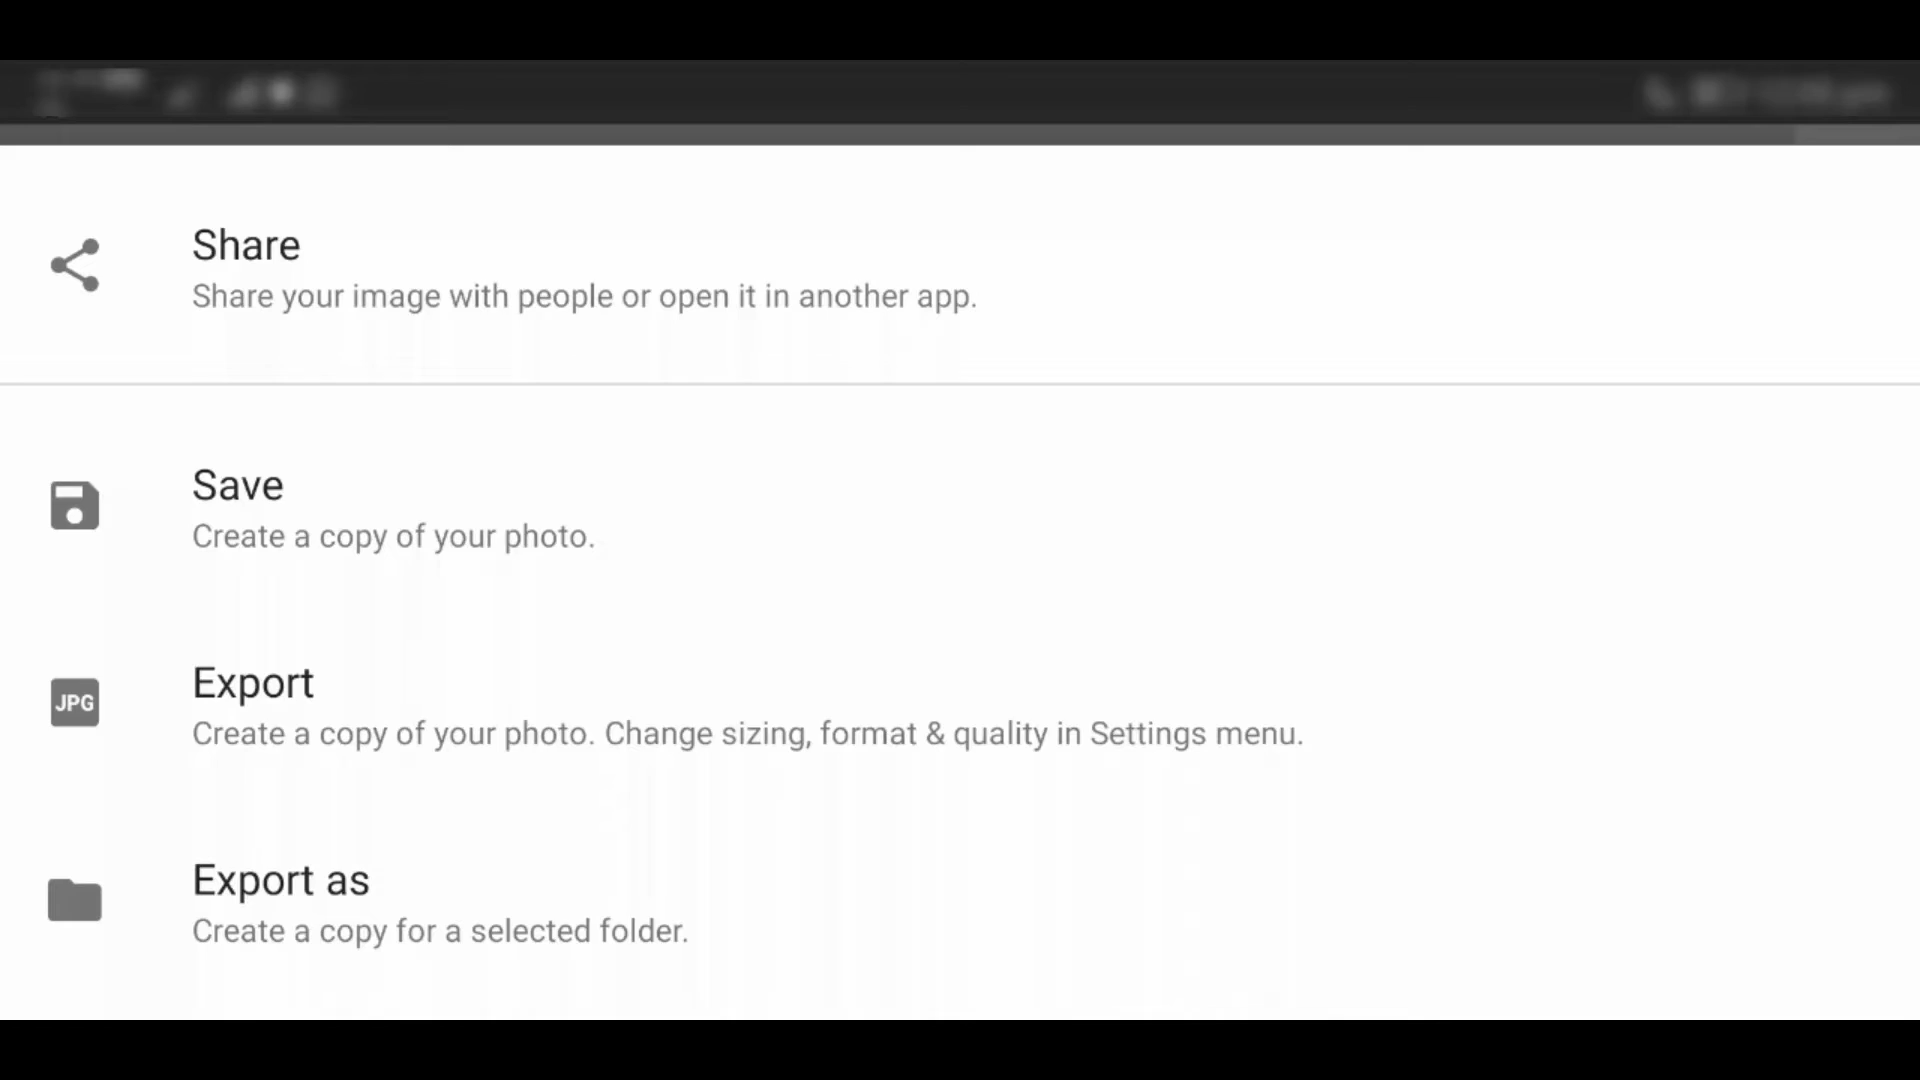 Share
Share your image with people or open it in another app.
Save
Create a copy of your photo.
JPG
Export
Create a copy of your photo. Change sizing, format & quality in Settings menu.
Export as
Create a copy for a selected folder.